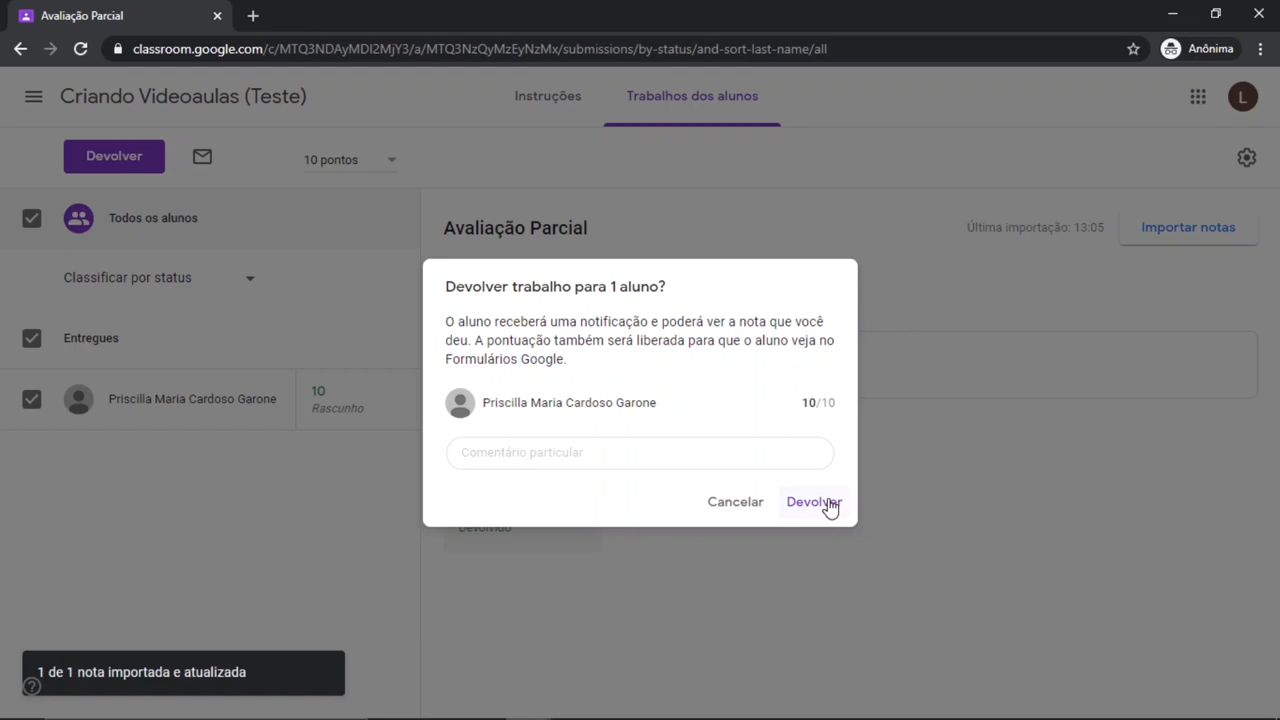 Avaliação Parcial
classroom.google.com/c/MTQ3NDAyMDI2MjY3/a/MTQ3NzQyMzEyNzMx/submissions/by-status/and-sort-last-name/all
Anônima
Criando Videoaulas (Teste)
Instruções
Trabalhos dos alunos
L
Devolver
10 pontos
Todos os alunos
Avaliação Parcial
Última importação: 13:05
Importar notas
Classificar por status
Entregues
Priscilla Maria Cardoso Garone
10
Rascunho
Devolver trabalho para 1 aluno?
O aluno receberá uma notificação e poderá ver a nota que você
deu. A pontuação também será liberada para que o aluno veja no
Formulários Google.
Priscilla Maria Cardoso Garone
10/10
Comentário particular
Cancelar
Devolver
1 de 1 nota importada e atualizada
?